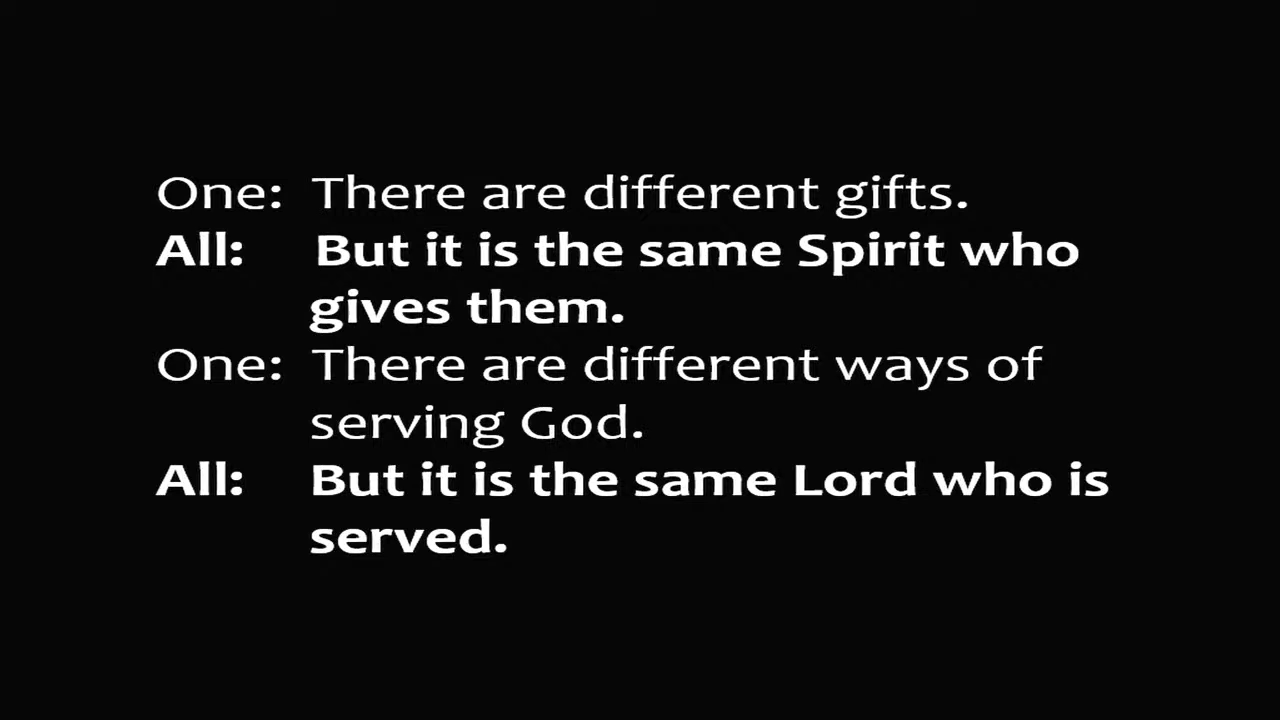 One: There are different gifts.
All: But it is the same Spirit who
gives them.
One: There are different ways of
serving God.
All: But it is the same Lord who is
served.